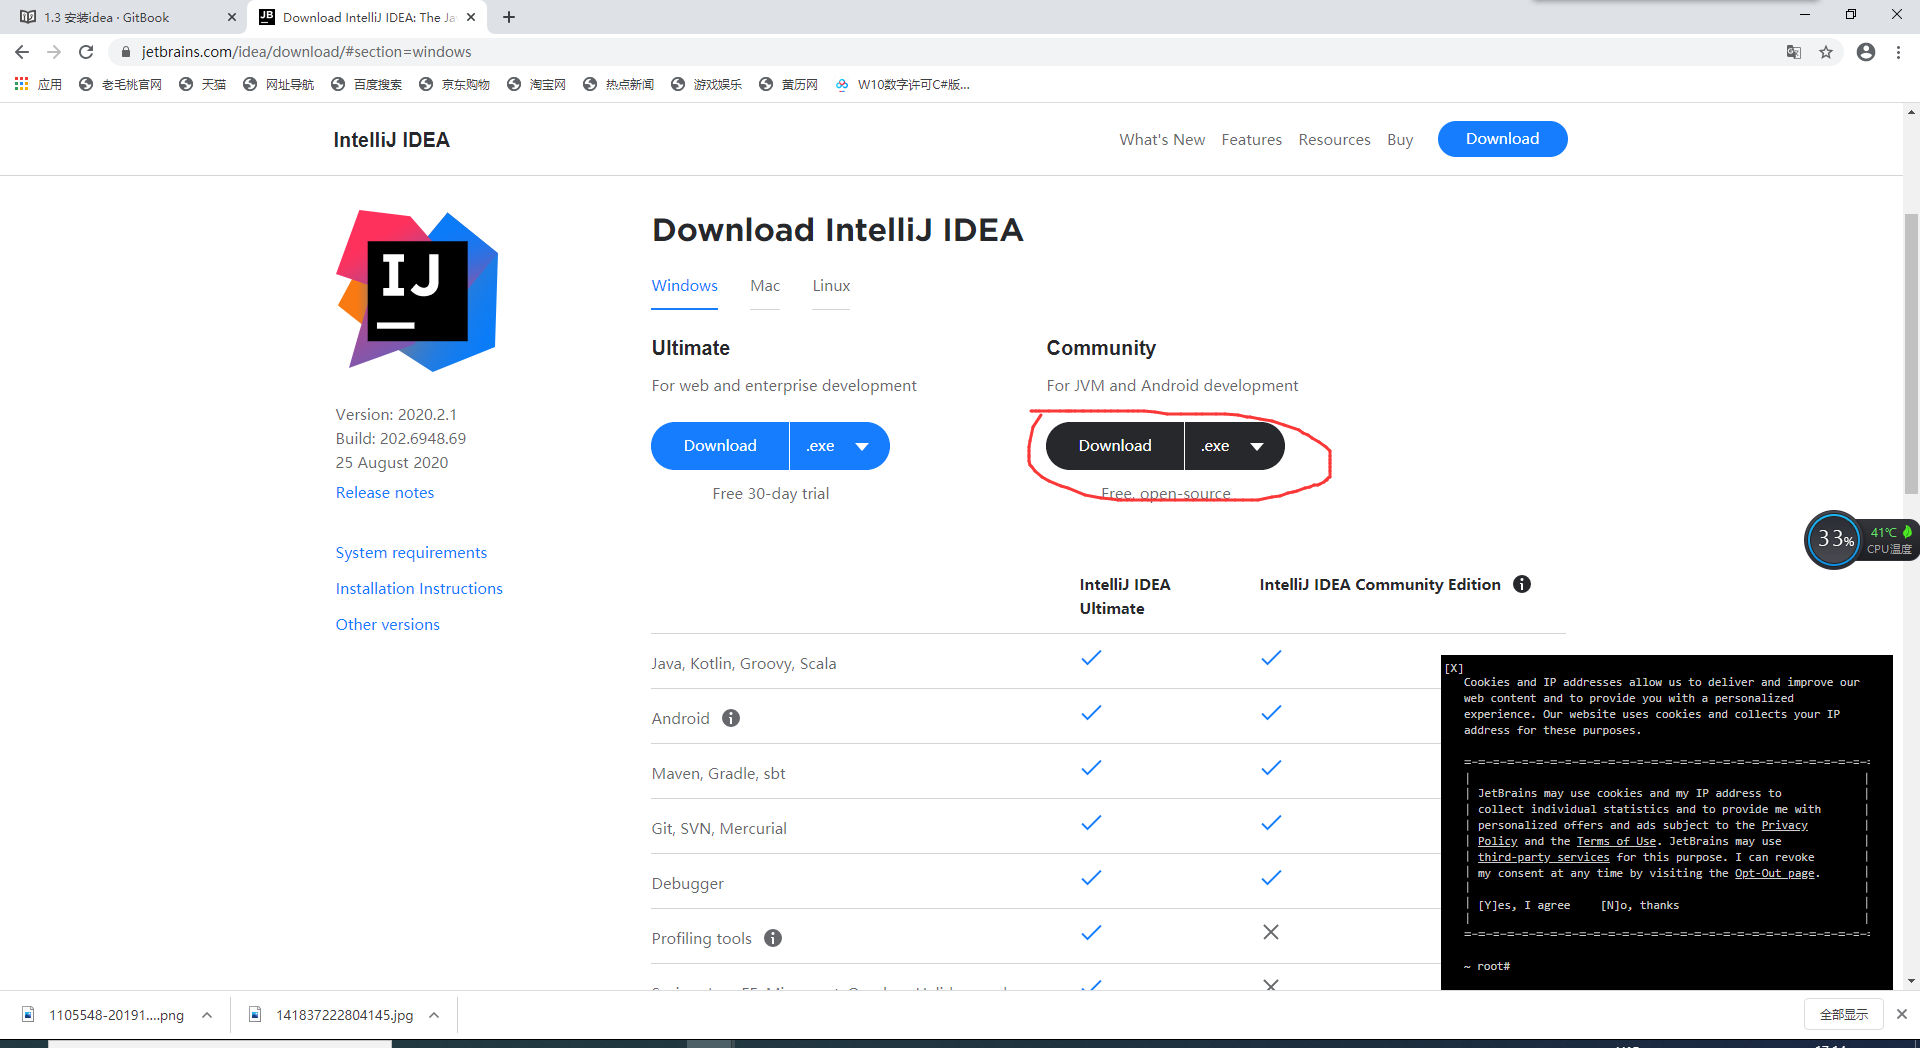 1.3 安装idea · GitBook
Download IntelliJ IDEA: The Ja
jetbrains.com/idea/download/#section=windows
应用 老毛桃官网 天猫 网址导航 百度搜索 京东购物 淘宝网 热点新闻 游戏娱乐 黄历网 W10数字许可C#版...
IntelliJ IDEA
What's New Features Resources Buy Download
Download IntelliJ IDEA
Windows Mac Linux
Ultimate
For web and enterprise development
Download .exe
Free 30-day trial
Community
For JVM and Android development
Download .exe
Free, open-source
IJ
Version: 2020.2.1
Build: 202.6948.69
25 August 2020
Release notes
System requirements
Installation Instructions
Other versions
33%
41℃
CPU温度
IntelliJ IDEA
Ultimate
IntelliJ IDEA Community Edition
Java, Kotlin, Groovy, Scala
Android
Maven, Gradle, sbt
Git, SVN, Mercurial
Debugger
Profiling tools
[X]
Cookies and IP addresses allow us to deliver and improve our
web content and to provide you with a personalized
experience. Our website uses cookies and collects your IP
address for these purposes.
JetBrains may use cookies and my IP address to
collect individual statistics and to provide me with
personalized offers and ads subject to the Privacy
Policy and the Terms of Use. JetBrains may use
third-party services for this purpose. I can revoke
my consent at any time by visiting the Opt-Out page.
[Y]es, I agree [N]o, thanks
~ root#
1105548-20191....png
141837222804145.jpg
全部显示